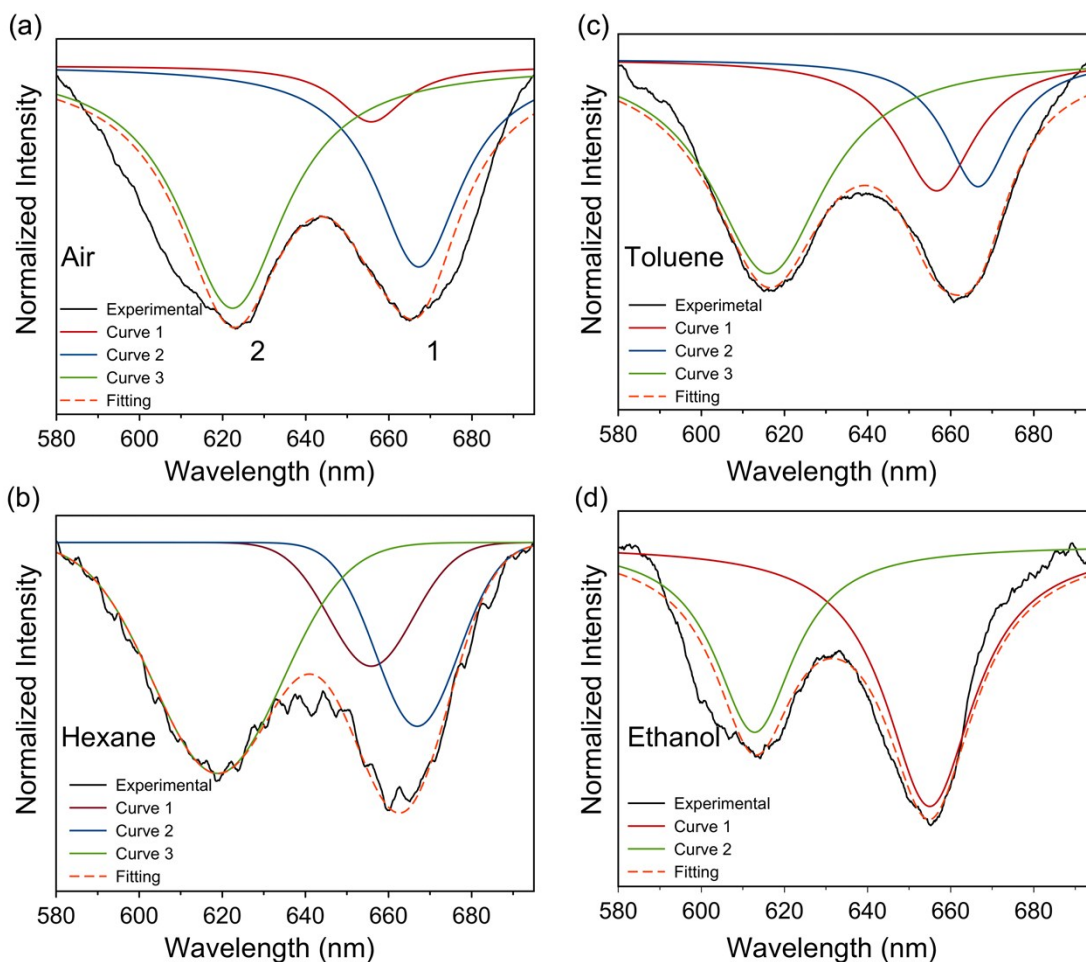 (a)
Normalized Intensity
Air
Experimental
Curve 1
Curve 2
Curve 3
Fitting
2
1
580 600 620 640 660 680
Wavelength (nm)
(c)
Normalized Intensity
Toluene
Experimetal
Curve 1
Curve 2
Curve 3
Fitting
580 600 620 640 660 680
Wavelength (nm)
(b)
Normalized Intensity
Hexane
Experimental
Curve 1
Curve 2
Curve 3
Fitting
580 600 620 640 660 680
Wavelength (nm)
(d)
Normalized Intensity
Ethanol
Experimental
Curve 1
Curve 2
Fitting
580 600 620 640 660 680
Wavelength (nm)